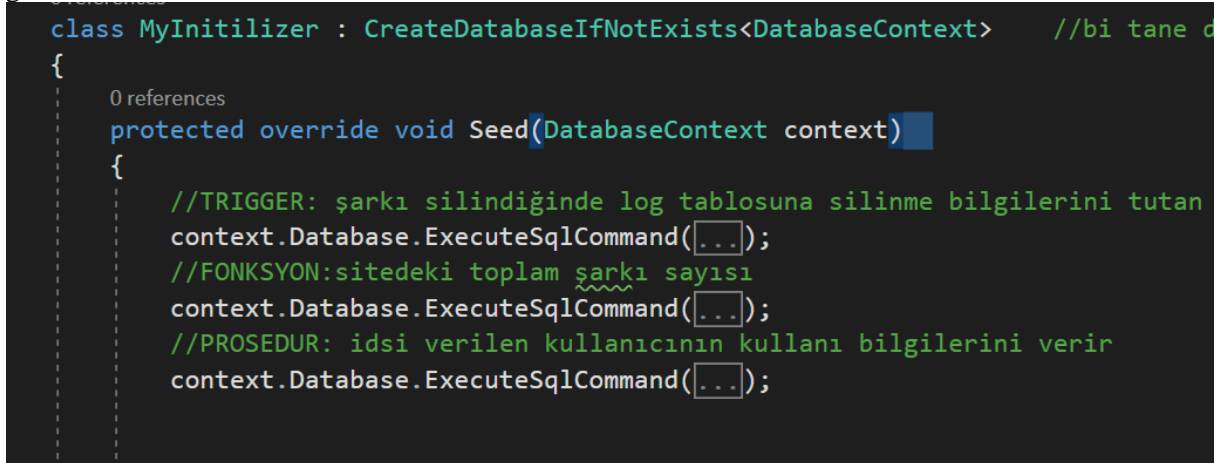 class MyInitilizer : CreateDatabaseIfNotExists<DatabaseContext> //bi tane
{
0 references
protected override void Seed(DatabaseContext context)
{
//TRIGGER: şarkı silindiğinde log tablosuna silinme bilgilerini tutan
context.Database.ExecuteSqlCommand(...);
//FONKSYON:sitedeki toplam şarkı sayısı
context.Database.ExecuteSqlCommand(...);
//PROSEDUR: idsi verilen kullanıcının kullanı bilgilerini verir
context.Database.ExecuteSqlCommand(...);